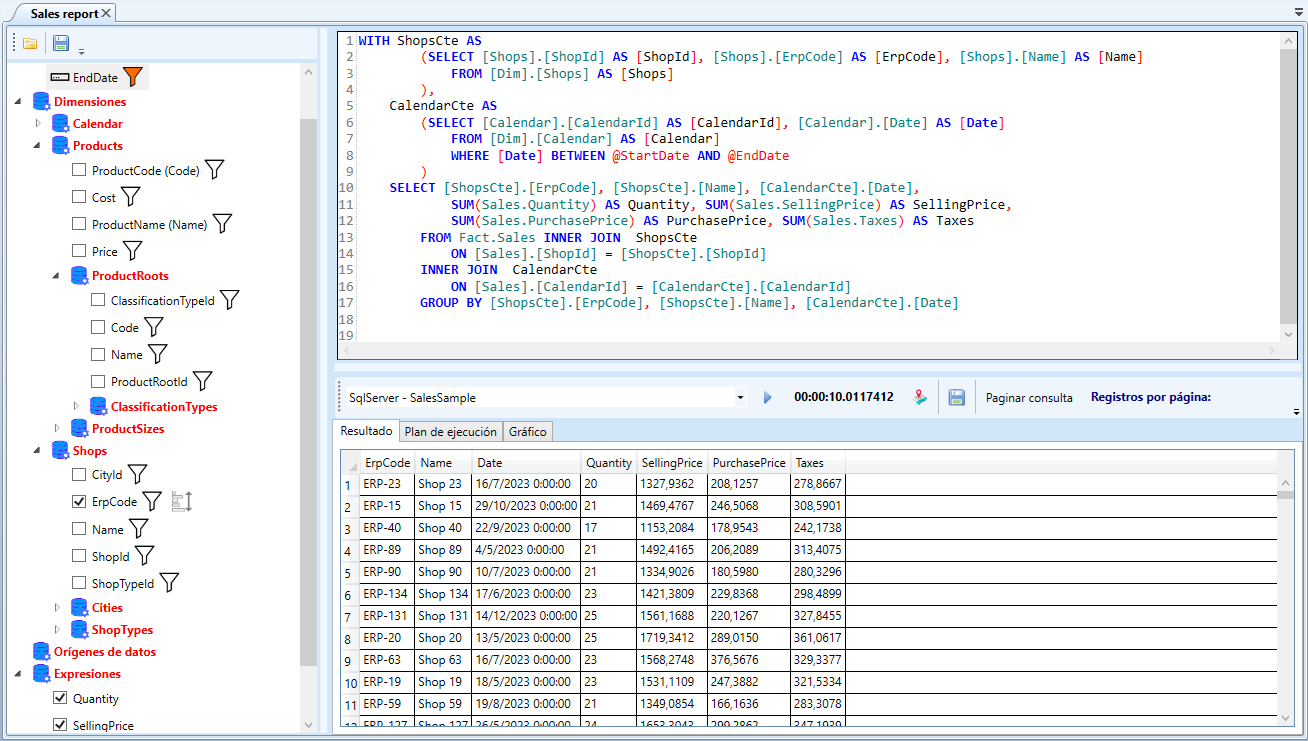 Sales report
EndDate
Dimensiones
Calendar
Products
ProductCode (Code)
Cost
ProductName (Name)
Price
ProductRoots
ClassificationTypeId
Code
Name
ProductRootId
ClassificationTypes
ProductSizes
Shops
CityId
ErpCode
Name
ShopId
ShopTypeId
Cities
ShopTypes
Orígenes de datos
Expresiones
Quantity
SellingPrice
1 WITH ShopsCte AS
2 (SELECT [Shops].[ShopId] AS [ShopId], [Shops].[ErpCode] AS [ErpCode], [Shops].[Name] AS [Name]
3 FROM [Dim].[Shops] AS [Shops]
4 ),
5 CalendarCte AS
6 (SELECT [Calendar].[CalendarId] AS [CalendarId], [Calendar].[Date] AS [Date]
7 FROM [Dim].[Calendar] AS [Calendar]
8 WHERE [Date] BETWEEN @StartDate AND @EndDate
9 )
10 SELECT [ShopsCte].[ErpCode], [ShopsCte].[Name], [CalendarCte].[Date],
11 SUM(Sales.Quantity) AS Quantity, SUM(Sales.SellingPrice) AS SellingPrice,
12 SUM(Sales.PurchasePrice) AS PurchasePrice, SUM(Sales.Taxes) AS Taxes
13 FROM Fact.Sales INNER JOIN ShopsCte
14 ON [Sales].[ShopId] = [ShopsCte].[ShopId]
15 INNER JOIN CalendarCte
16 ON [Sales].[CalendarId] = [CalendarCte].[CalendarId]
17 GROUP BY [ShopsCte].[ErpCode], [ShopsCte].[Name], [CalendarCte].[Date]
18
19
SqlServer - SalesSample 00:00:10.0117412 Paginar consulta Registros por página:
Resultado Plan de ejecución Gráfico
ErpCode Name Date Quantity SellingPrice PurchasePrice Taxes
1 ERP-23 Shop 23 16/7/2023 0:00:00 20 1327,9362 208,1257 278,8667
2 ERP-15 Shop 15 29/10/2023 0:00:00 21 1469,4767 246,5068 308,5901
3 ERP-40 Shop 40 22/9/2023 0:00:00 17 1153,2084 178,9543 242,1738
4 ERP-89 Shop 89 4/5/2023 0:00:00 21 1492,4165 206,2089 313,4075
5 ERP-90 Shop 90 10/7/2023 0:00:00 21 1334,9026 180,5980 280,3296
6 ERP-134 Shop 134 17/6/2023 0:00:00 23 1421,3809 229,8368 298,4899
7 ERP-131 Shop 131 14/12/2023 0:00:00 25 1561,1688 220,1267 327,8455
8 ERP-20 Shop 20 13/5/2023 0:00:00 25 1719,3412 289,0150 361,0617
9 ERP-63 Shop 63 16/7/2023 0:00:00 23 1568,2748 376,5676 329,3377
10 ERP-19 Shop 19 18/5/2023 0:00:00 23 1531,1109 247,3882 321,5334
11 ERP-59 Shop 59 19/8/2023 0:00:00 21 1349,0854 166,1636 283,3078
12 ERP-127 Shop 127 26/5/2023 0:00:00 24 1653,3043 299,2862 347,1939